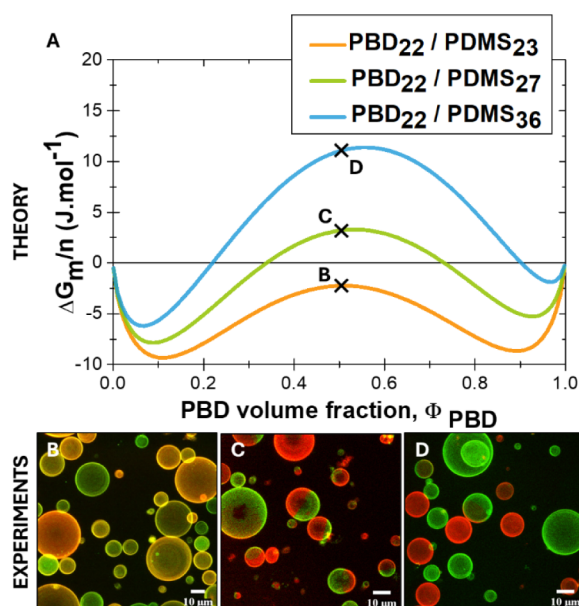 A
PBD22 / PDMS23
PBD22 / PDMS27
PBD22 / PDMS36
THEORY
ΔGm/n (J.mol-1)
20
15
10
5
0
-5
-10
D
C
B
0.0 0.2 0.4 0.6 0.8 1.0
PBD volume fraction, Φ PBD
EXPERIMENTS
B
10 µm
C
10 µm
D
10 µm